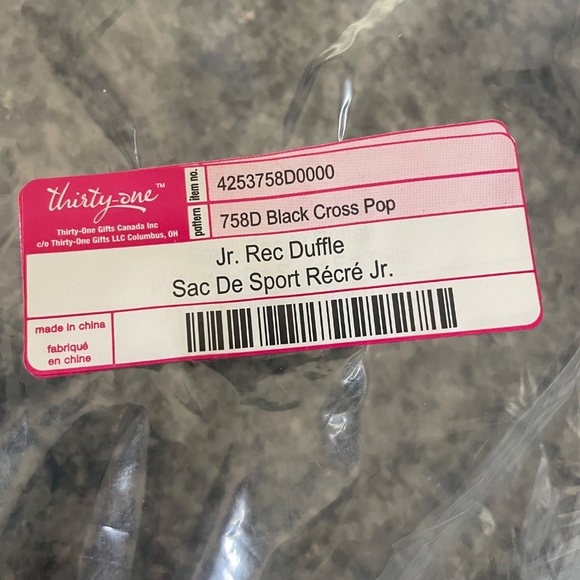 thirty-one™
Thirty-One Gifts Canada Inc
c/o Thirty-One Gifts LLC Columbus, OH
item no.
4253758D0000
pattern
758D Black Cross Pop
Jr. Rec Duffle
Sac De Sport Récré Jr.
made in china
fabriqué
en chine